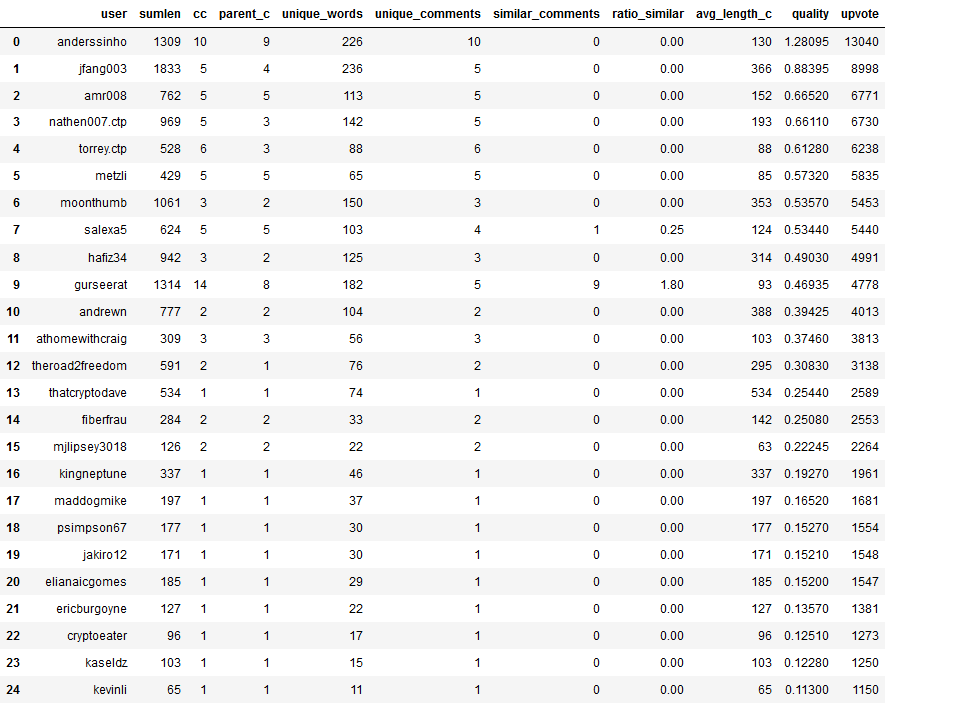 user sumlen cc parent_c unique_words unique_comments similar_comments ratio_similar avg_length_c quality upvote
0 anderssinho 1309 10 9 226 10 0 0.00 130 1.28095 13040
1 jfang003 1833 5 4 236 5 0 0.00 366 0.88395 8998
2 amr008 762 5 5 113 5 0 0.00 152 0.66520 6771
3 nathen007.ctp 969 5 3 142 5 0 0.00 193 0.66110 6730
4 torrey.ctp 528 6 3 88 6 0 0.00 88 0.61280 6238
5 metzli 429 5 5 65 5 0 0.00 85 0.57320 5835
6 moonthumb 1061 3 2 150 3 0 0.00 353 0.53570 5453
7 salexa5 624 5 5 103 4 1 0.25 124 0.53440 5440
8 hafiz34 942 3 2 125 3 0 0.00 314 0.49030 4991
9 gurseerat 1314 14 8 182 5 9 1.80 93 0.46935 4778
10 andrewn 777 2 2 104 2 0 0.00 388 0.39425 4013
11 athomewithcraig 309 3 3 56 3 0 0.00 103 0.37460 3813
12 theroad2freedom 591 2 1 76 2 0 0.00 295 0.30830 3138
13 thatcryptodave 534 1 1 74 1 0 0.00 534 0.25440 2589
14 fiberfrau 284 2 2 33 2 0 0.00 142 0.25080 2553
15 mjlipsey3018 126 2 2 22 2 0 0.00 63 0.22245 2264
16 kingneptune 337 1 1 46 1 0 0.00 337 0.19270 1961
17 maddogmike 197 1 1 37 1 0 0.00 197 0.16520 1681
18 psimpson67 177 1 1 30 1 0 0.00 177 0.15270 1554
19 jakiro12 171 1 1 30 1 0 0.00 171 0.15210 1548
20 elianaicgomes 185 1 1 29 1 0 0.00 185 0.15200 1547
21 ericburgoyne 127 1 1 22 1 0 0.00 127 0.13570 1381
22 cryptoeater 96 1 1 17 1 0 0.00 96 0.12510 1273
23 kaseldz 103 1 1 15 1 0 0.00 103 0.12280 1250
24 kevinli 65 1 1 11 1 0 0.00 65 0.11300 1150